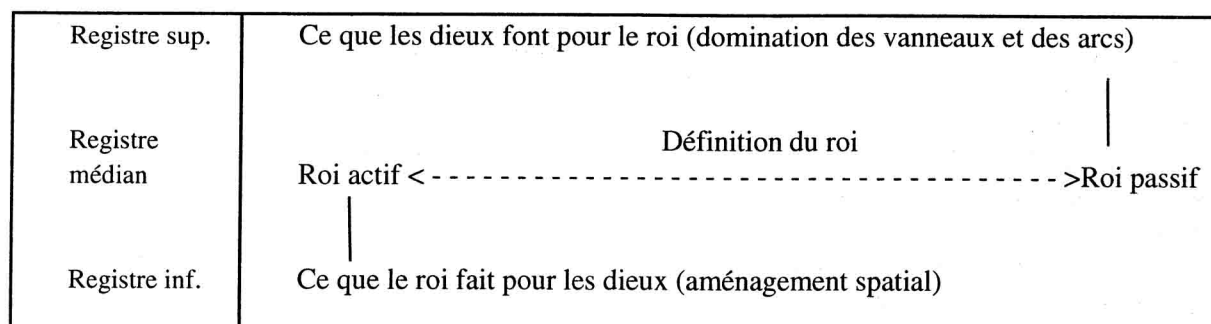 Registre sup. Ce que les dieux font pour le roi (domination des vanneaux et des arcs)
Registre Définition du roi
médian Roi actif <- - - - - - - - - - - - - - - - - - - - - - - - - - - - - - - - - - - - - - - - - - - - ->Roi passif
Registre inf. Ce que le roi fait pour les dieux (aménagement spatial)